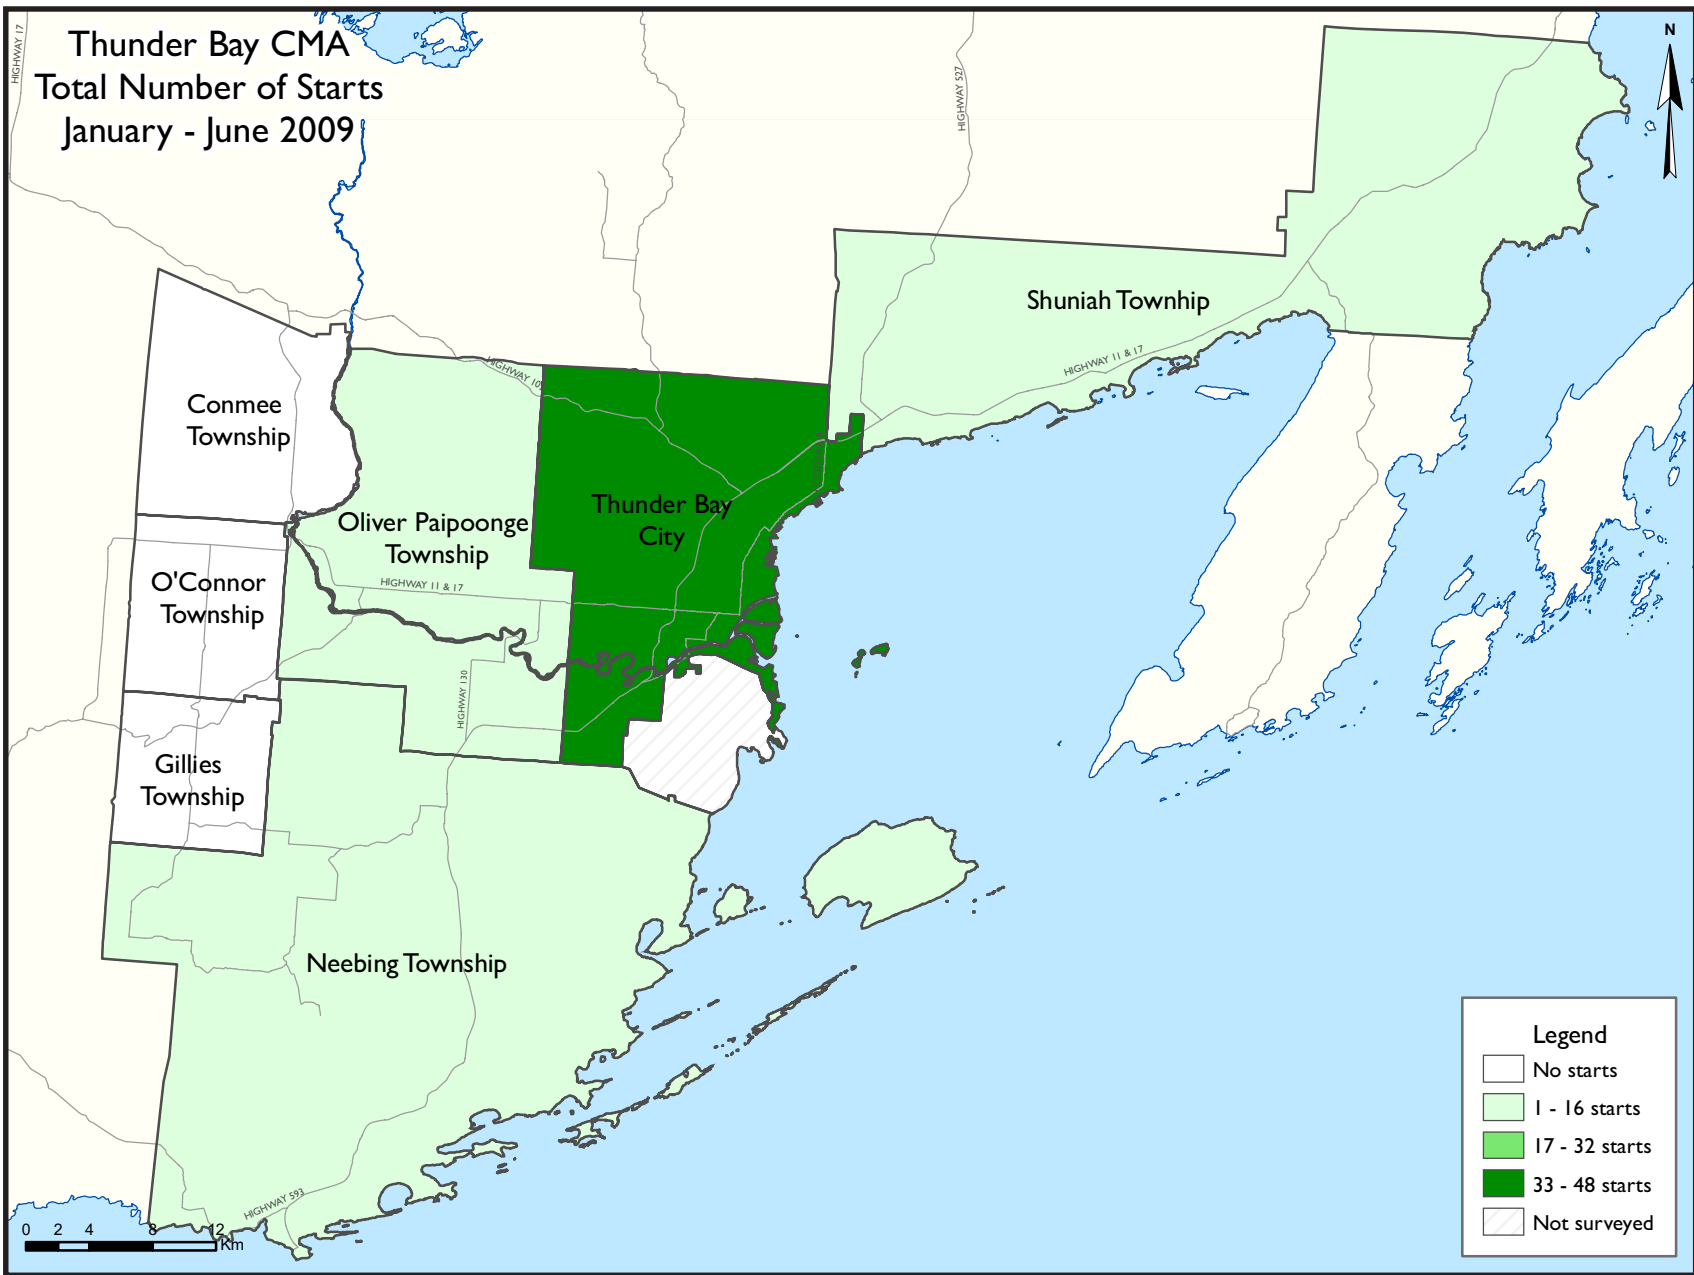 Thunder Bay CMA
Total Number of Starts
January - June 2009
HIGHWAY 17
HIGHWAY 527
N
Shuniah Townhip
HIGHWAY 11 & 17
HIGHWAY 10
Conmee
Township
Thunder Bay
City
Oliver Paipoonge
Township
HIGHWAY 11 & 17
O'Connor
Township
HIGHWAY 130
Gillies
Township
Neebing Township
HIGHWAY 593
0 2 4 8 12
Km
Legend
No starts
1 - 16 starts
17 - 32 starts
33 - 48 starts
Not surveyed